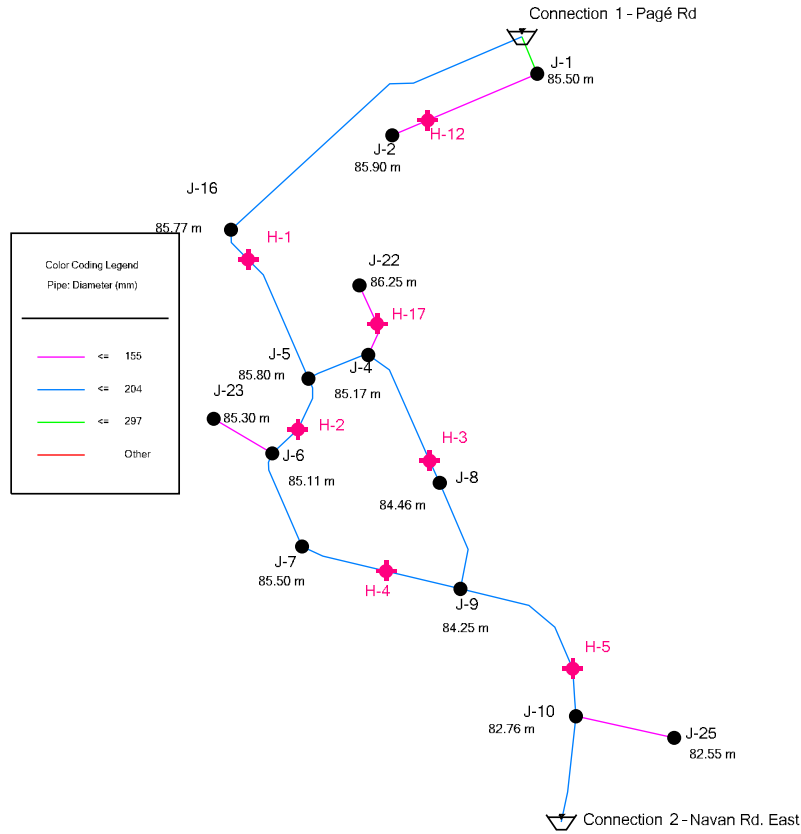 Connection 1 - Pagé Rd
J-1
85.50 m
H-12
J-2
85.90 m
J-16
85.77 m
H-1
Color Coding Legend
Pipe: Diameter (mm)
<= 155
<= 204
<= 297
Other
J-22
86.25 m
H-17
J-5
J-4
85.80 m
85.17 m
J-23
85.30 m
H-2
H-3
J-6
85.11 m
J-8
84.46 m
J-7
85.50 m
H-4
J-9
84.25 m
H-5
J-10
82.76 m
J-25
82.55 m
Connection 2 - Navan Rd. East